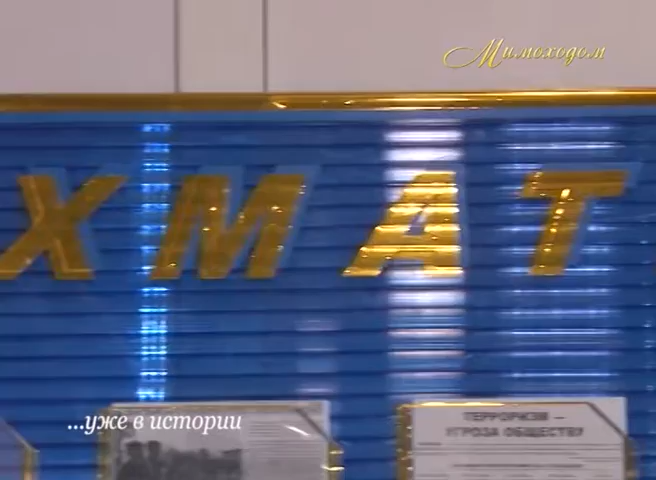 Мимоходом
ХМАТ
...уже в истории
ТЕРРОРИЗМ –
УГРОЗА ОБЩЕСТВУ